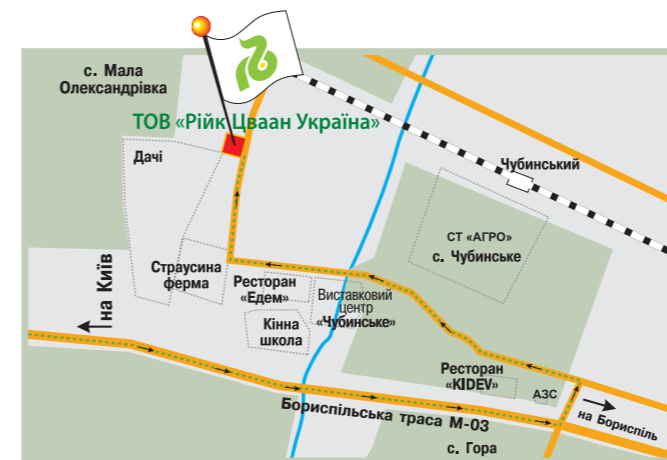 с. Мала
Олександрівка
ТОВ «Рійк Цваан Україна»
Дачі
Чубинський
СТ «АГРО»
с. Чубинське
на Київ
Страусина
ферма
Ресторан
«Едем»
Виставковий
центр
«Чубинське»
Кінна
школа
Ресторан
«KIDEV»
АЗС
на Бориспіль
Бориспільська траса М-03
с. Гора